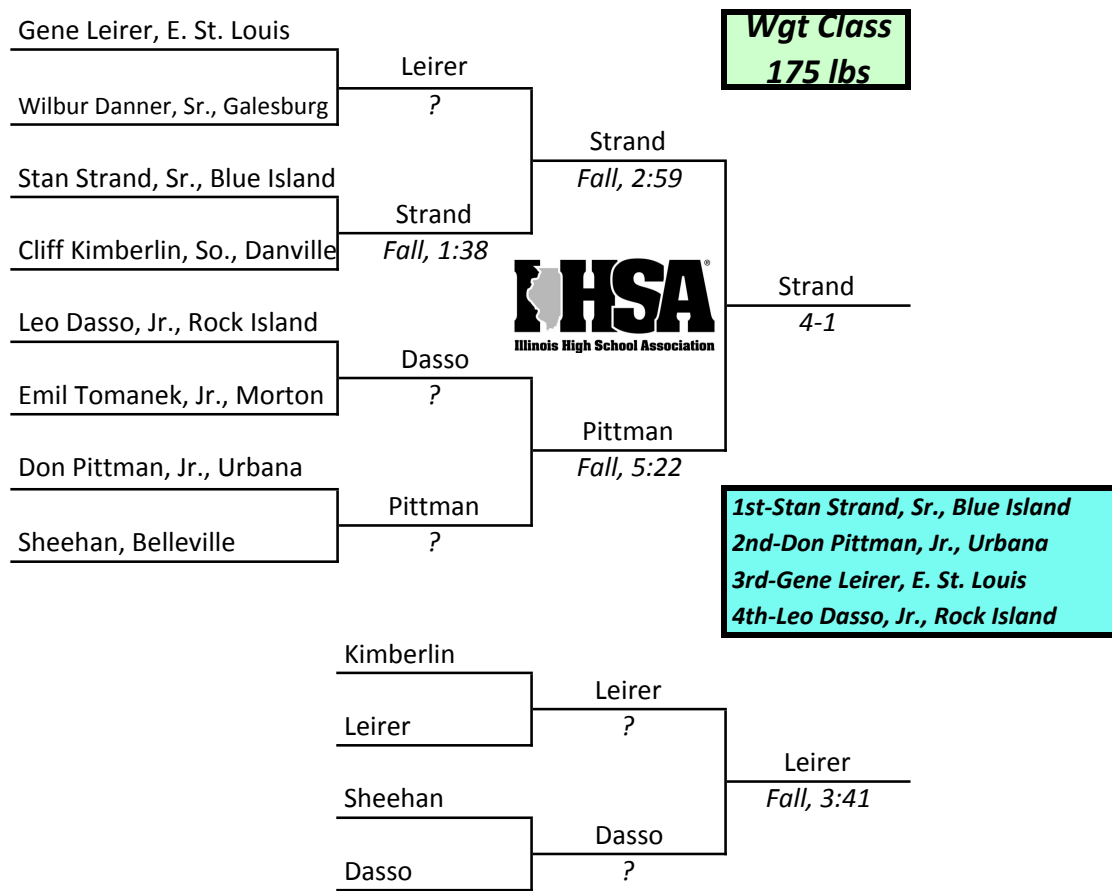 Gene Leirer, E. St. Louis
Wgt Class
175 lbs
Leirer
?
Wilbur Danner, Sr., Galesburg
Strand
Fall, 2:59
Stan Strand, Sr., Blue Island
Strand
Fall, 1:38
Cliff Kimberlin, So., Danville
IHSA®
Illinois High School Association
Strand
4-1
Leo Dasso, Jr., Rock Island
Dasso
?
Emil Tomanek, Jr., Morton
Pittman
Fall, 5:22
Don Pittman, Jr., Urbana
Pittman
?
Sheehan, Belleville
1st-Stan Strand, Sr., Blue Island
2nd-Don Pittman, Jr., Urbana
3rd-Gene Leirer, E. St. Louis
4th-Leo Dasso, Jr., Rock Island
Kimberlin
Leirer
?
Leirer
Leirer
Fall, 3:41
Sheehan
Dasso
?
Dasso